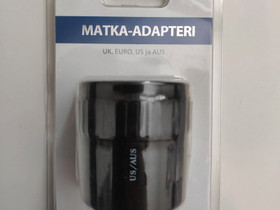 MATKA-ADAPTERI
UK, EURO, US ja AUS
US/AUS